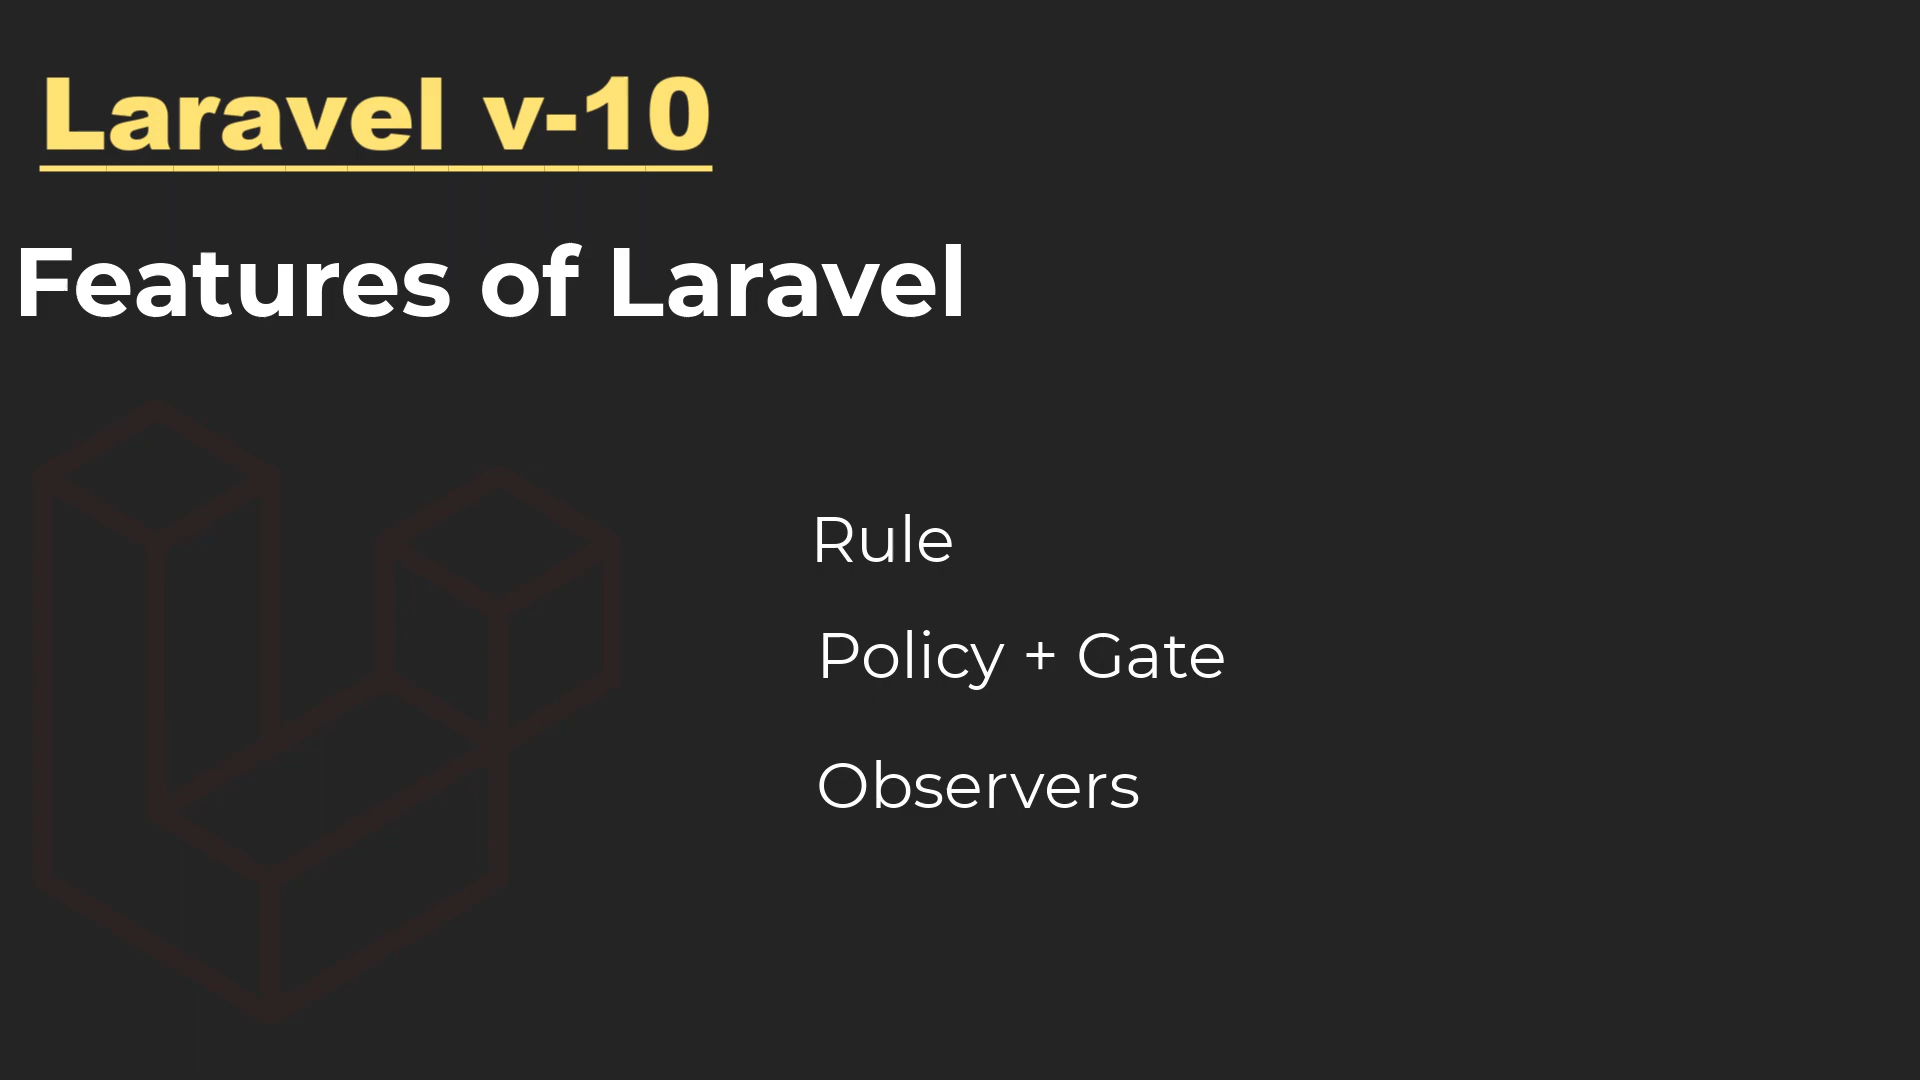 Laravel v-10
Features of Laravel
Rule
Policy + Gate
Observers